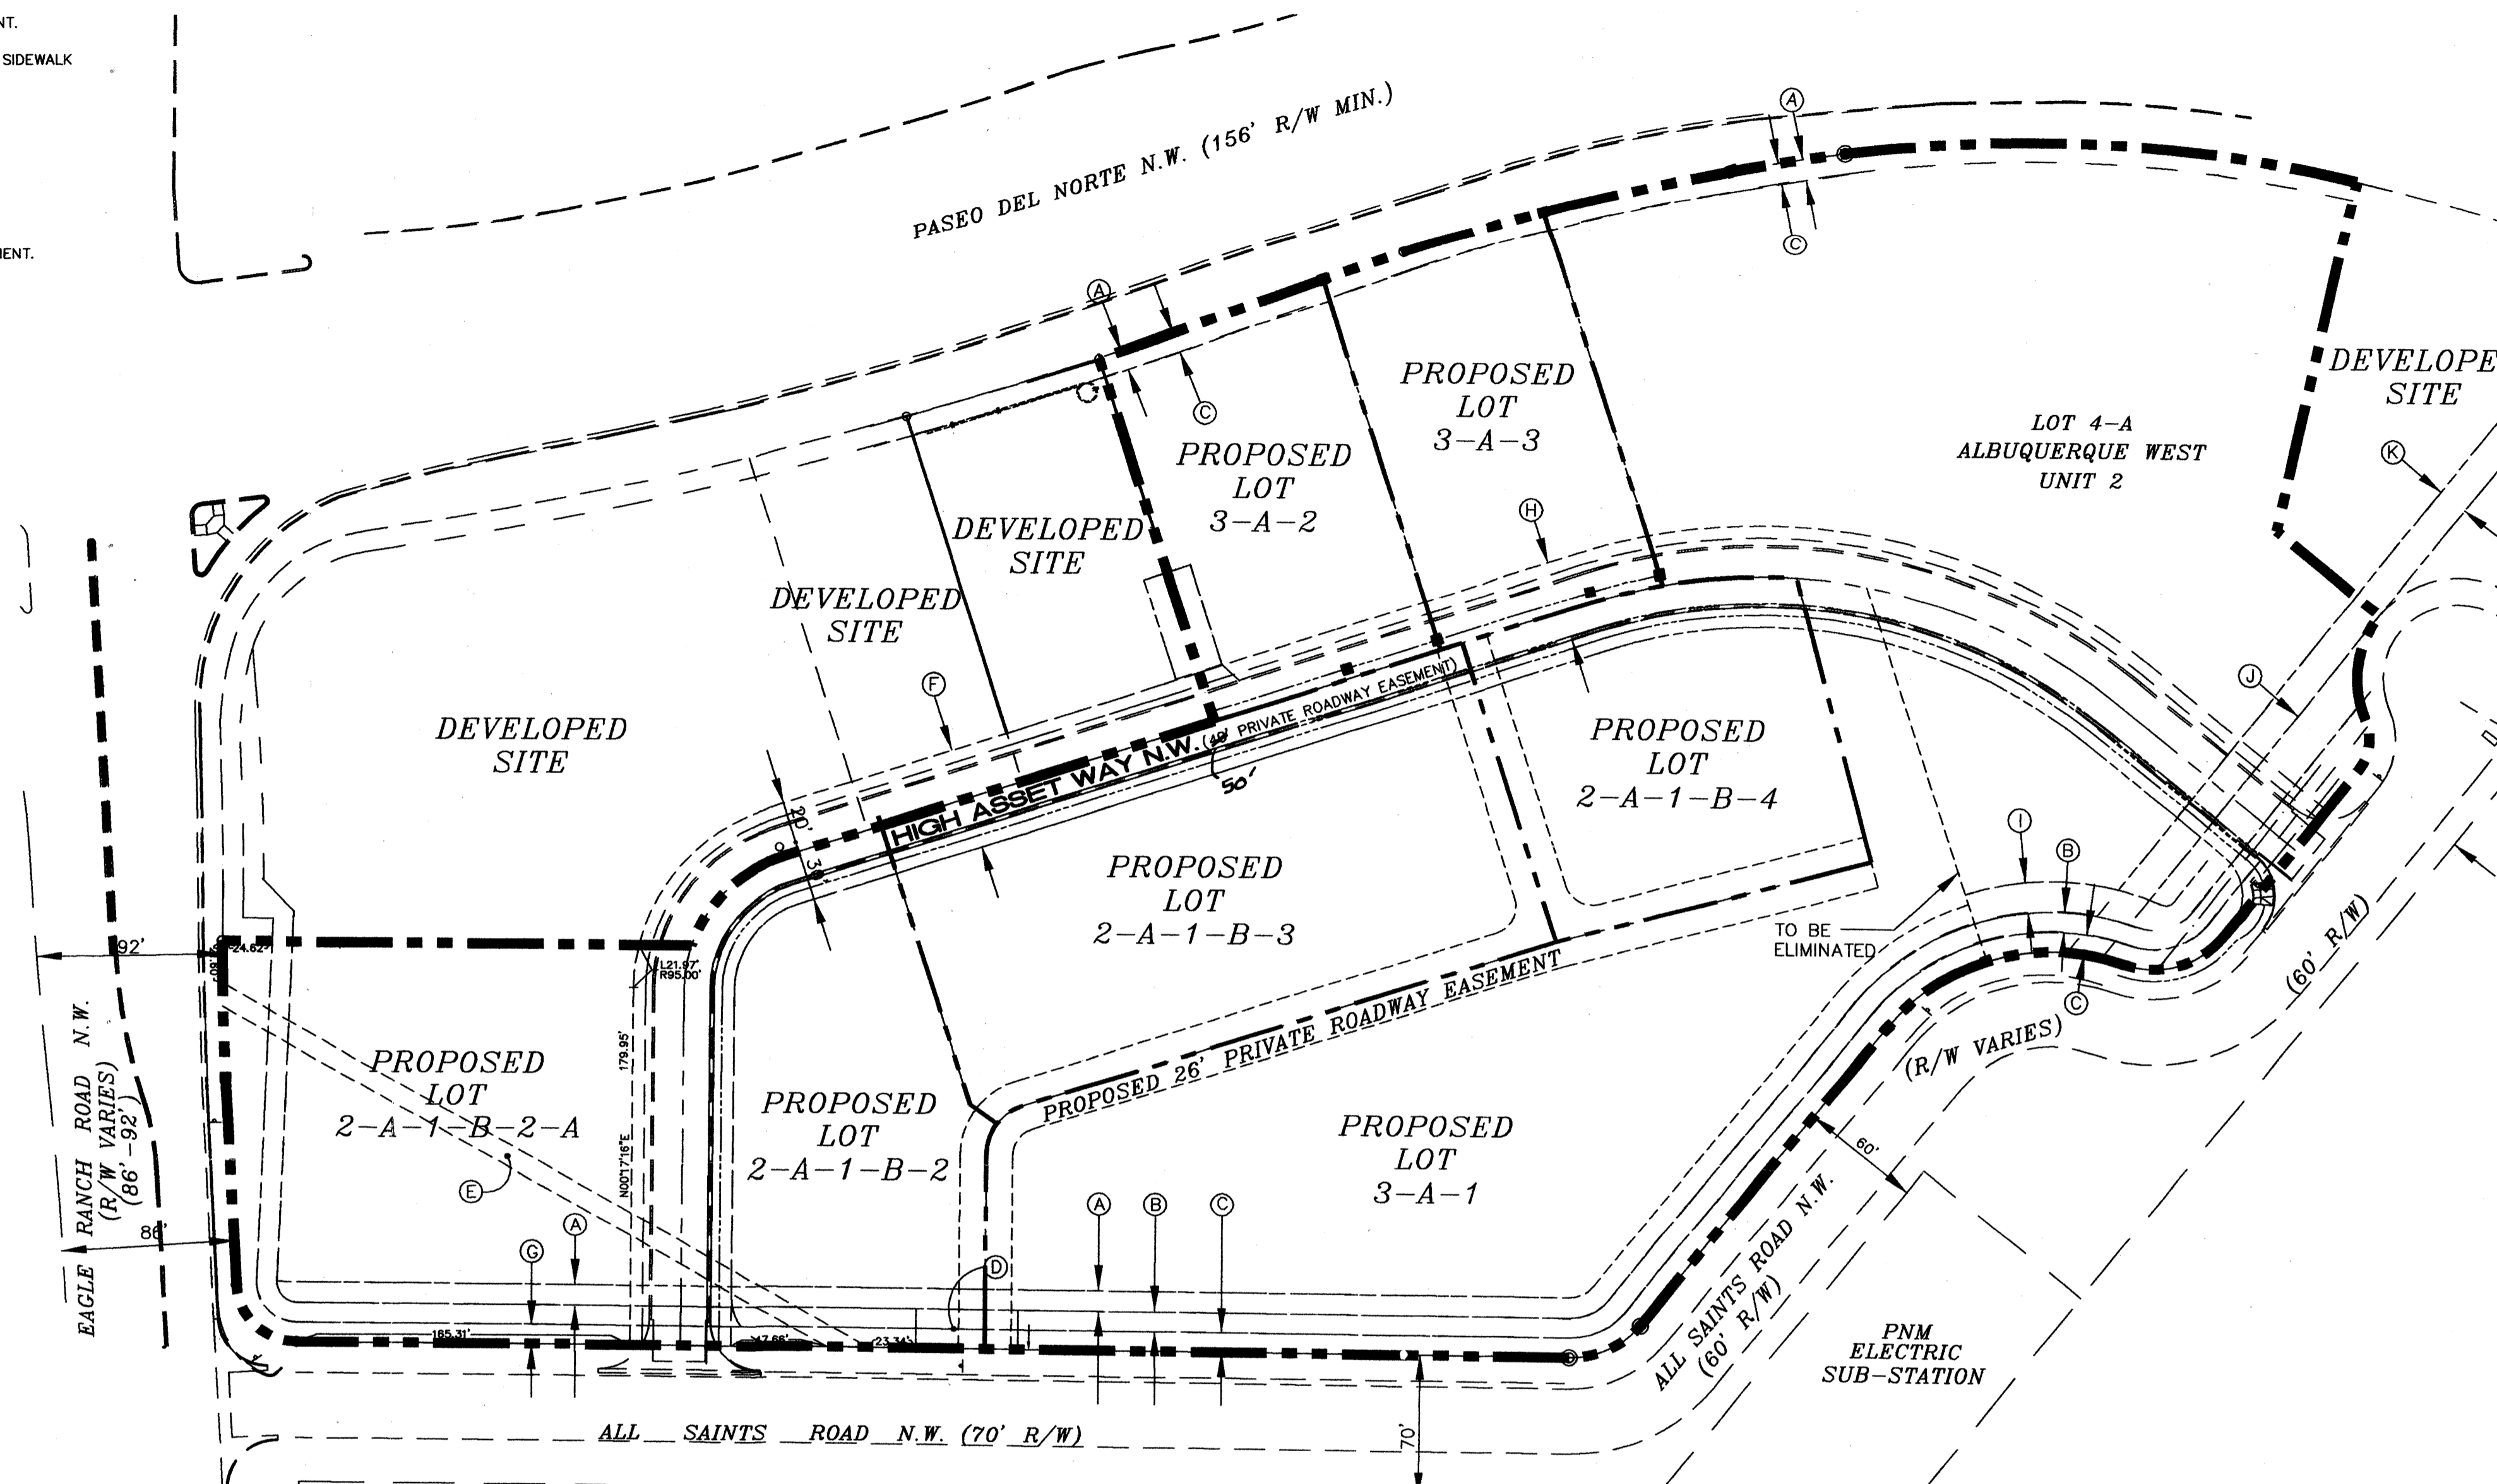 NT.
SIDEWALK
MENT.
PASEO DEL NORTE N.W. (156' R/W MIN.)
A
A
C
C
DEVELOPE
SITE
PROPOSED
LOT
3-A-3
LOT 4-A
ALBUQUERQUE WEST
UNIT 2
K
PROPOSED
LOT
3-A-2
H
DEVELOPED
SITE
DEVELOPED
SITE
F
J
DEVELOPED
SITE
HIGH ASSET WAY N.W. (48' PRIVATE ROADWAY EASEMENT)
50'
PROPOSED
LOT
2-A-1-B-4
20'
I
B
PROPOSED
LOT
2-A-1-B-3
TO BE
ELIMINATED
(60' R/W)
92'
24.62'
L21.97'
R95.00'
C
PROPOSED 26' PRIVATE ROADWAY EASEMENT
(R/W VARIES)
179.95'
N00°17'16"E
EAGLE RANCH ROAD N.W.
(R/W VARIES)
(86'-92')
PROPOSED
LOT
2-A-1-B-2-A
PROPOSED
LOT
2-A-1-B-2
PROPOSED
LOT
3-A-1
60'
E
86'
G
A
A
B
C
D
165.31'
47.66'
23.34'
ALL SAINTS ROAD N.W.
(60' R/W)
PNM
ELECTRIC
SUB-STATION
ALL SAINTS ROAD N.W. (70' R/W)
70'